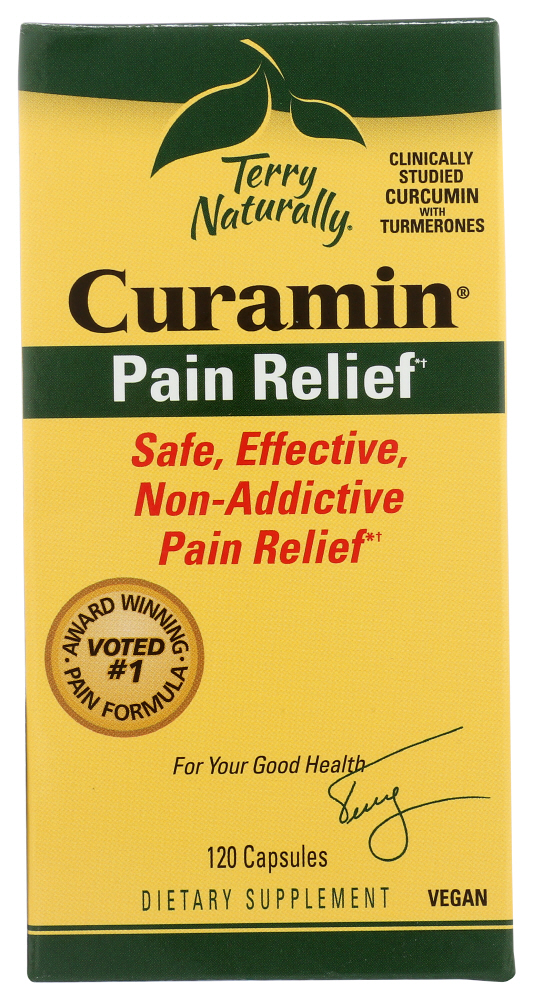 Terry
Naturally®
CLINICALLY
STUDIED
CURCUMIN
WITH
TURMERONES
Curamin®
Pain Relief*†
Safe, Effective,
Non-Addictive
Pain Relief*†
AWARD WINNING
VOTED
#1
PAIN FORMULA
For Your Good Health
Terry
120 Capsules
DIETARY SUPPLEMENT
VEGAN